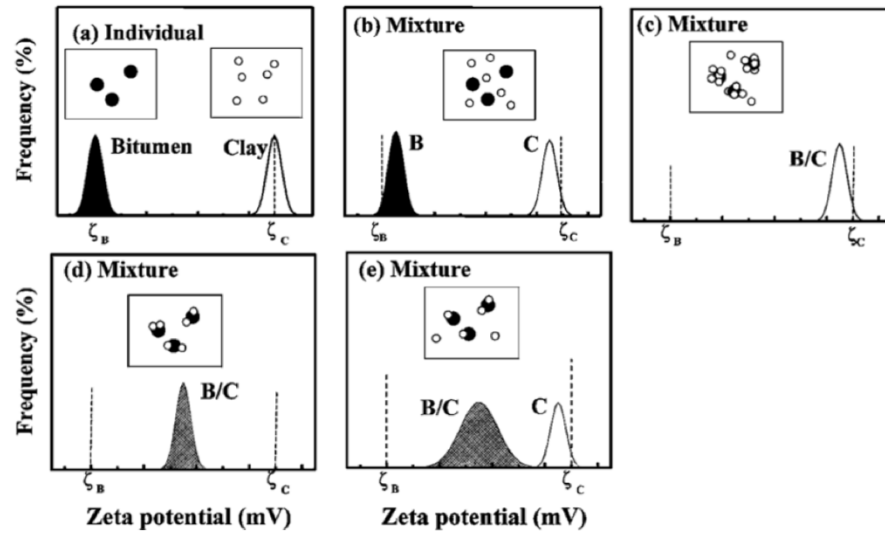 (a) Individual
Bitumen
Clay
ζB
ζC
Frequency (%)
(b) Mixture
B
C
ζB
ζC
(c) Mixture
B/C
ζB
ζC
(d) Mixture
B/C
ζB
ζC
Frequency (%)
Zeta potential (mV)
(e) Mixture
B/C
C
ζB
ζC
Zeta potential (mV)